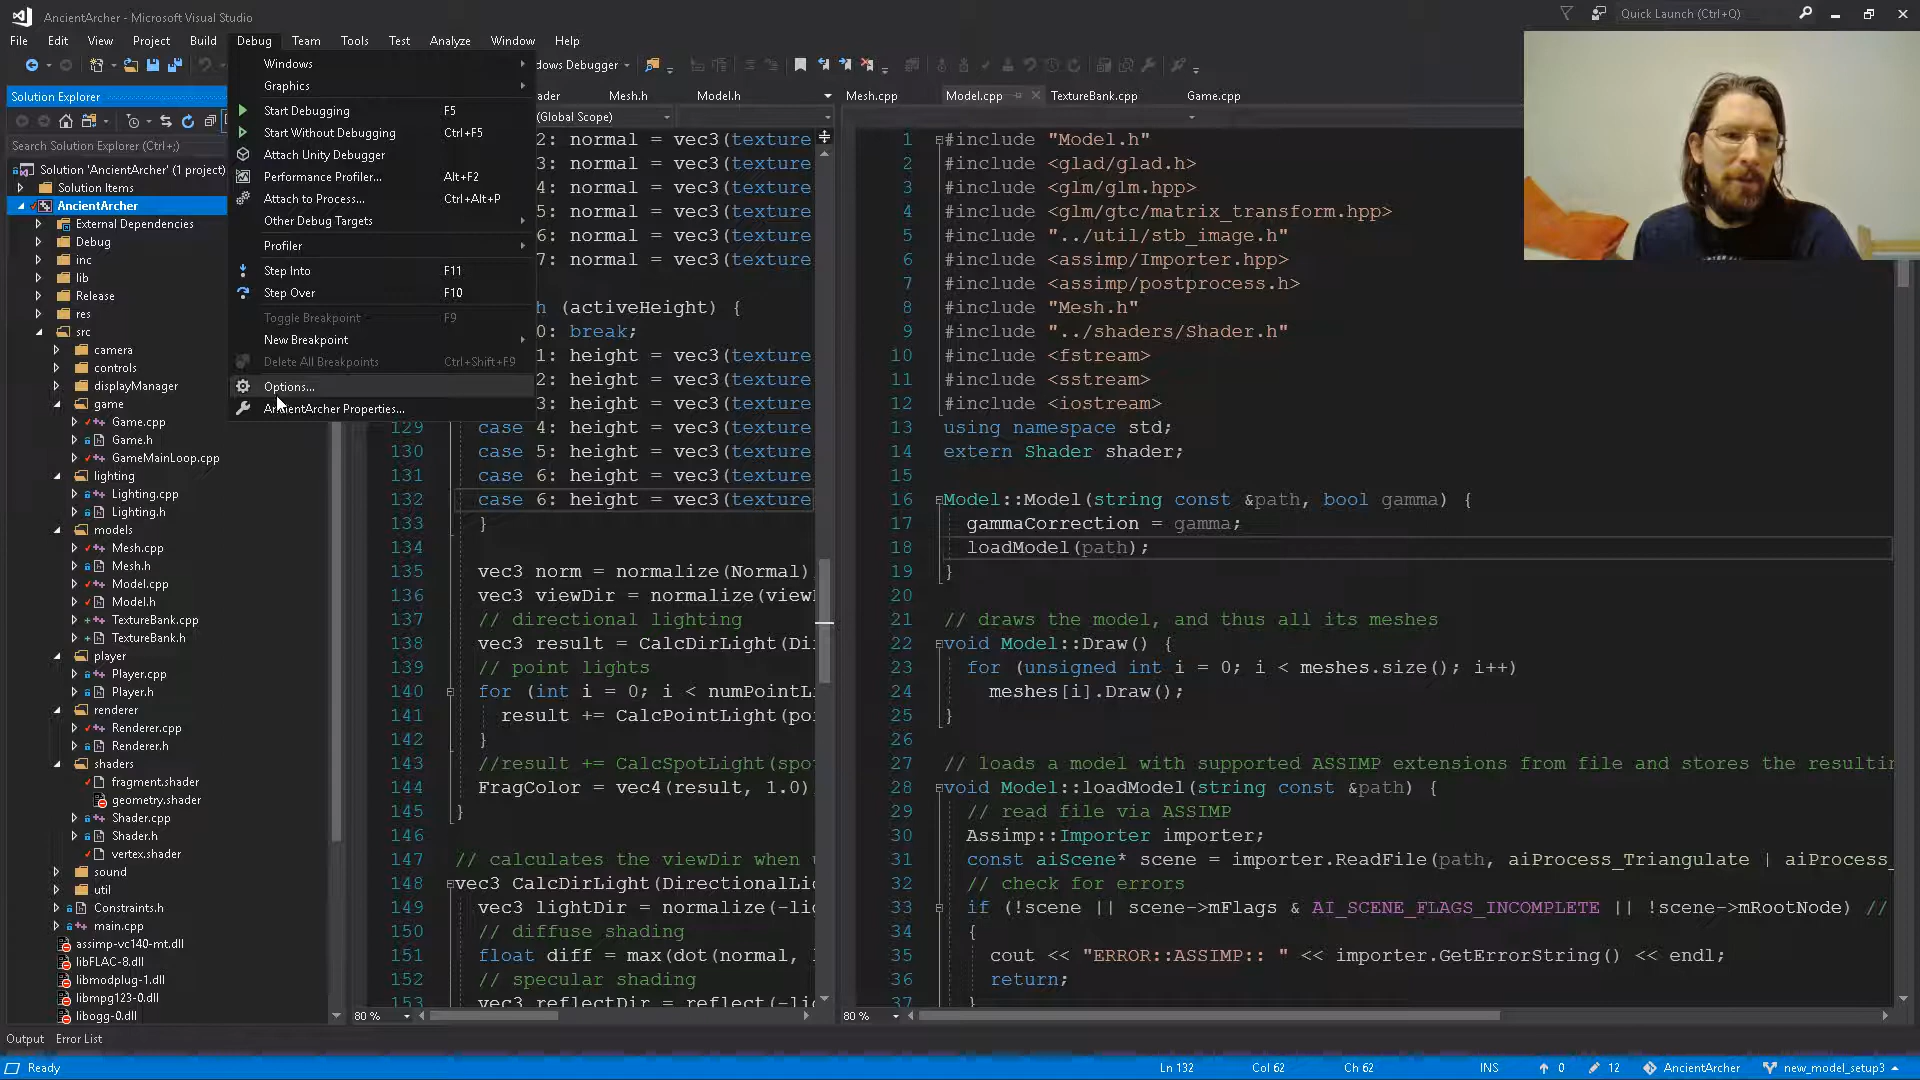 AncientArcher - Microsoft Visual Studio
Quick Launch (Ctrl+Q)
File Edit View Project Build Debug Team Tools Test Analyze Window Help
ows Debugger
Solution Explorer
Search Solution Explorer (Ctrl+;)
Solution 'AncientArcher' (1 project)
Solution Items
AncientArcher
External Dependencies
Debug
inc
lib
Release
res
src
camera
controls
displayManager
game
Game.cpp
Game.h
GameMainLoop.cpp
lighting
Lighting.cpp
Lighting.h
models
Mesh.cpp
Mesh.h
Model.cpp
Model.h
TextureBank.cpp
TextureBank.h
player
Player.cpp
Player.h
renderer
Renderer.cpp
Renderer.h
shaders
fragment.shader
geometry.shader
Shader.cpp
Shader.h
vertex.shader
sound
util
Constraints.h
main.cpp
assimp-vc140-mt.dll
libFLAC-8.dll
libmodplug-1.dll
libmpg123-0.dll
libogg-0.dll
Windows
Graphics
Start Debugging F5
Start Without Debugging Ctrl+F5
Attach Unity Debugger
Performance Profiler... Alt+F2
Attach to Process... Ctrl+Alt+P
Other Debug Targets
Profiler
Step Into F11
Step Over F10
Toggle Breakpoint F9
New Breakpoint
Delete All Breakpoints Ctrl+Shift+F9
Options...
AncientArcher Properties...
ader Mesh.h Model.h
(Global Scope)
2: normal = vec3(texture
3: normal = vec3(texture
4: normal = vec3(texture
5: normal = vec3(texture
6: normal = vec3(texture
7: normal = vec3(texture
h (activeHeight) {
0: break;
1: height = vec3(texture
2: height = vec3(texture
3: height = vec3(texture
129 case 4: height = vec3(texture
130 case 5: height = vec3(texture
131 case 6: height = vec3(texture
132 case 6: height = vec3(texture
133 }
134
135 vec3 norm = normalize(Normal)
136 vec3 viewDir = normalize(view
137 // directional lighting
138 vec3 result = CalcDirLight(Di
139 // point lights
140 for (int i = 0; i < numPointL
141 result += CalcPointLight(po
142 }
143 //result += CalcSpotLight(spo
144 FragColor = vec4(result, 1.0)
145 }
146
147 // calculates the viewDir when
148 vec3 CalcDirLight(DirectionalLi
149 vec3 lightDir = normalize(-li
150 // diffuse shading
151 float diff = max(dot(normal,
152 // specular shading
153 vec3 reflectDir = reflect(-li
80 %
Mesh.cpp Model.cpp TextureBank.cpp Game.cpp
1 #include "Model.h"
2 #include <glad/glad.h>
3 #include <glm/glm.hpp>
4 #include <glm/gtc/matrix_transform.hpp>
5 #include "../util/stb_image.h"
6 #include <assimp/Importer.hpp>
7 #include <assimp/postprocess.h>
8 #include "Mesh.h"
9 #include "../shaders/Shader.h"
10 #include <fstream>
11 #include <sstream>
12 #include <iostream>
13 using namespace std;
14 extern Shader shader;
15
16 Model::Model(string const &path, bool gamma) {
17 gammaCorrection = gamma;
18 loadModel(path);
19 }
20
21 // draws the model, and thus all its meshes
22 void Model::Draw() {
23 for (unsigned int i = 0; i < meshes.size(); i++)
24 meshes[i].Draw();
25 }
26
27 // loads a model with supported ASSIMP extensions from file and stores the resultin
28 void Model::loadModel(string const &path) {
29 // read file via ASSIMP
30 Assimp::Importer importer;
31 const aiScene* scene = importer.ReadFile(path, aiProcess_Triangulate | aiProcess_
32 // check for errors
33 if (!scene || scene->mFlags & AI_SCENE_FLAGS_INCOMPLETE || !scene->mRootNode) //
34 {
35 cout << "ERROR::ASSIMP:: " << importer.GetErrorString() << endl;
36 return;
37 }
80 %
Output Error List
Ready Ln 132 Col 62 Ch 62 INS 0 12 AncientArcher new_model_setup3